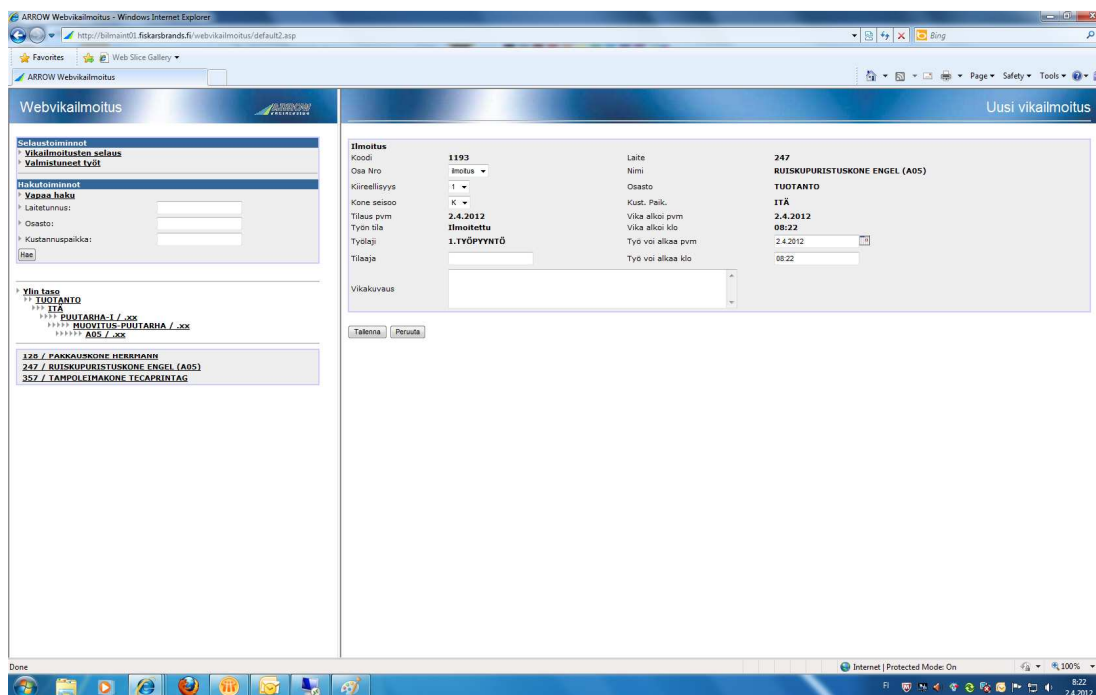 ARROW Webvikailmoitus - Windows Internet Explorer
http://bilmaint01.fiskarsbrands.fi/webvikailmoitus/default2.asp
Bing
Favorites Web Slice Gallery
ARROW Webvikailmoitus
Page Safety Tools
Webvikailmoitus
ARROW
Uusi vikailmoitus
Selaustoiminnot
Vikailmoitusten selaus
Valmistuneet työt
Hakutoiminnot
Vapaa haku
Laitetunnus:
Osasto:
Kustannuspaikka:
Hae
Ylin taso
TUOTANTO
ITÄ
PUUTARHA-I / .xx
MUOVITUS-PUUTARHA / .xx
A05 / .xx
128 / PAKKAUSKONE HERRMANN
247 / RUISKUPURISTUSKONE ENGEL (A05)
357 / TAMPOLEIMAKONE TECAPRINTAG
Ilmoitus
Koodi 1193 Laite 247
Osa Nro Ilmoitus Nimi RUISKUPURISTUSKONE ENGEL (A05)
Kiireellisyys 1 Osasto TUOTANTO
Kone seisoo K Kust. Paik. ITÄ
Tilaus pvm 2.4.2012 Vika alkoi pvm 2.4.2012
Työn tila Ilmoitettu Vika alkoi klo 08:22
Työlaji 1.TYÖPYYNTÖ Työ voi alkaa pvm 2.4.2012
Tilaaja Työ voi alkaa klo 08:22
Vikakuvaus
Tallenna Peruuta
Done Internet | Protected Mode: On 100%
FI 8:22
2.4.2012